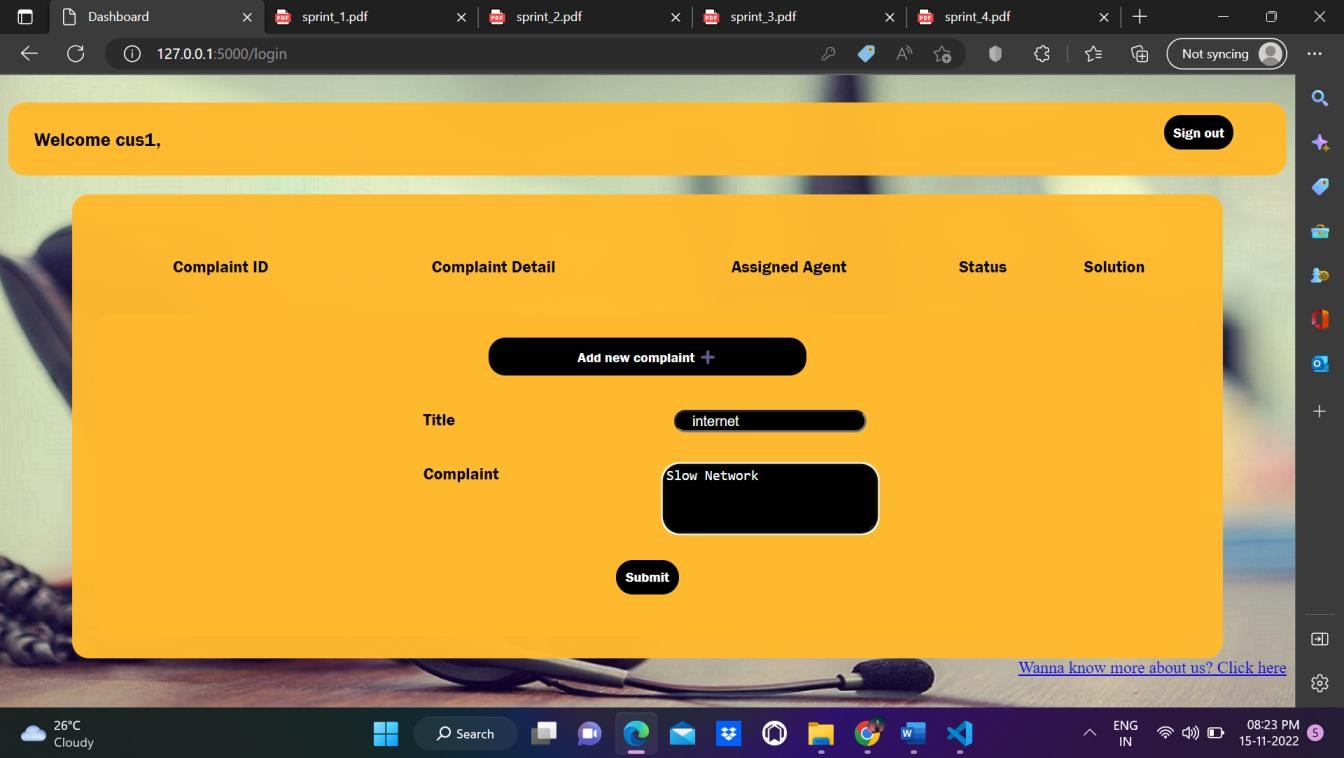 Dashboard
sprint_1.pdf
sprint_2.pdf
sprint_3.pdf
sprint_4.pdf
127.0.0.1:5000/login
Not syncing
Welcome cus1,
Sign out
Complaint ID Complaint Detail Assigned Agent Status Solution
Add new complaint ➕
Title internet
Complaint Slow Network
Submit
Wanna know more about us? Click here
26°C
Cloudy
Search
ENG
IN
08:23 PM
15-11-2022
5